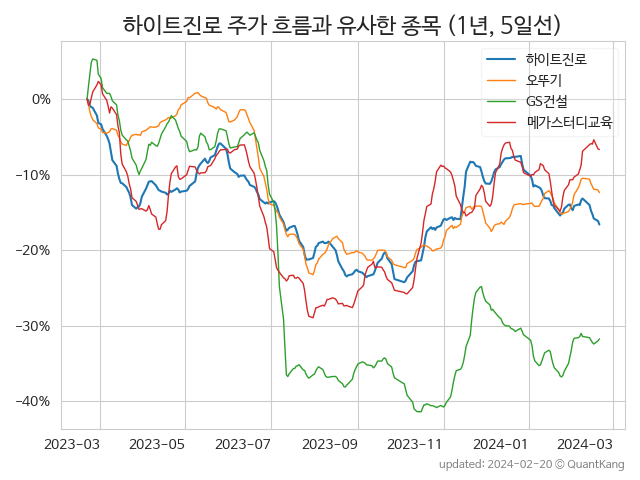 하이트진로 주가 흐름과 유사한 종목 (1년, 5일선)
하이트진로
오뚜기
GS건설
메가스터디교육
0%
−10%
−20%
−30%
−40%
2023-03
2023-05
2023-07
2023-09
2023-11
2024-01
2024-03
updated: 2024-02-20 © QuantKang